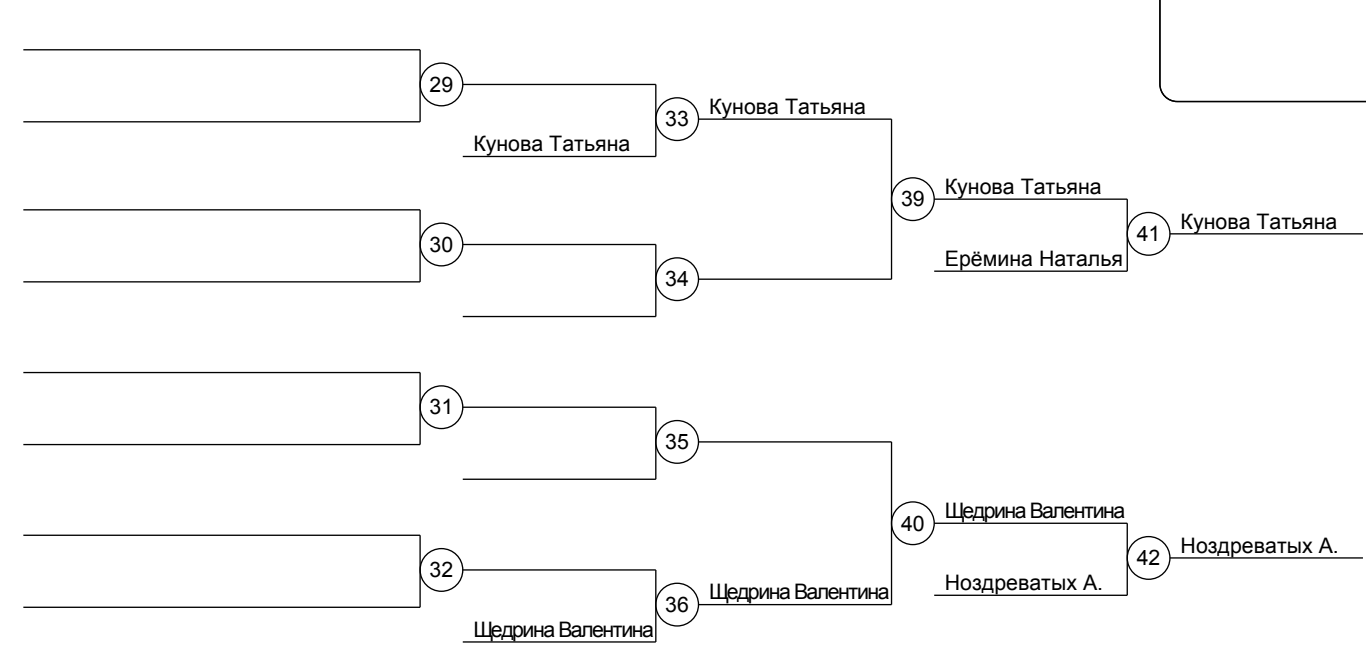 29
33
Кунова Татьяна
Кунова Татьяна
39
Кунова Татьяна
41
Кунова Татьяна
30
Ерёмина Наталья
34
31
35
40
Щедрина Валентина
42
Ноздреватых А.
32
36
Щедрина Валентина
Ноздреватых А.
Щедрина Валентина